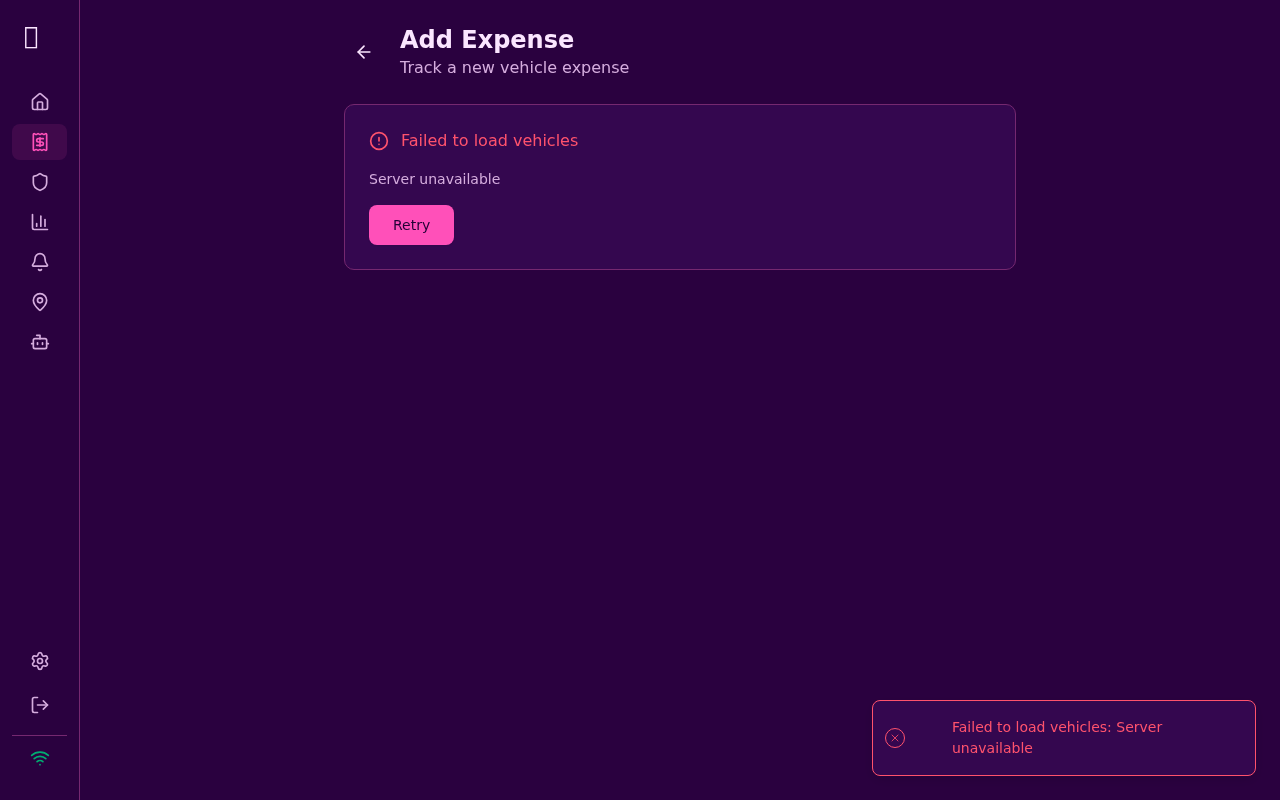 Add Expense
Track a new vehicle expense
Failed to load vehicles
Server unavailable
Retry
Failed to load vehicles: Server
unavailable